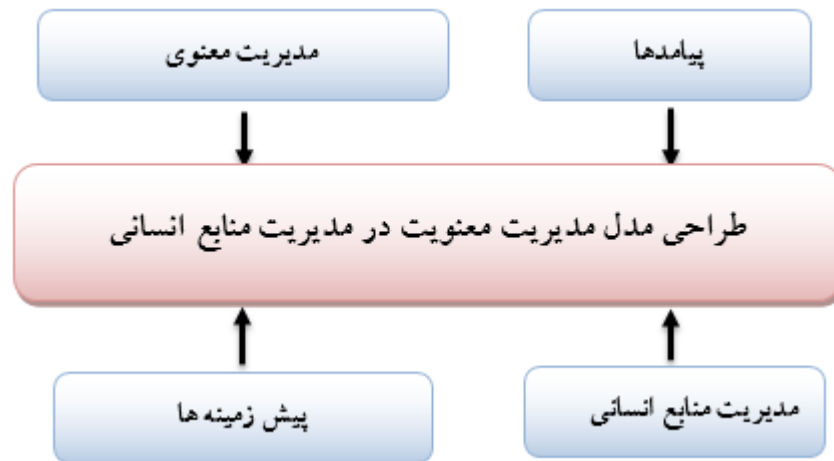 پیامدها
مدیریت معنوی
طراحی مدل مدیریت معنویت در مدیریت منابع انسانی
مدیریت منابع انسانی
پیش زمینه ها